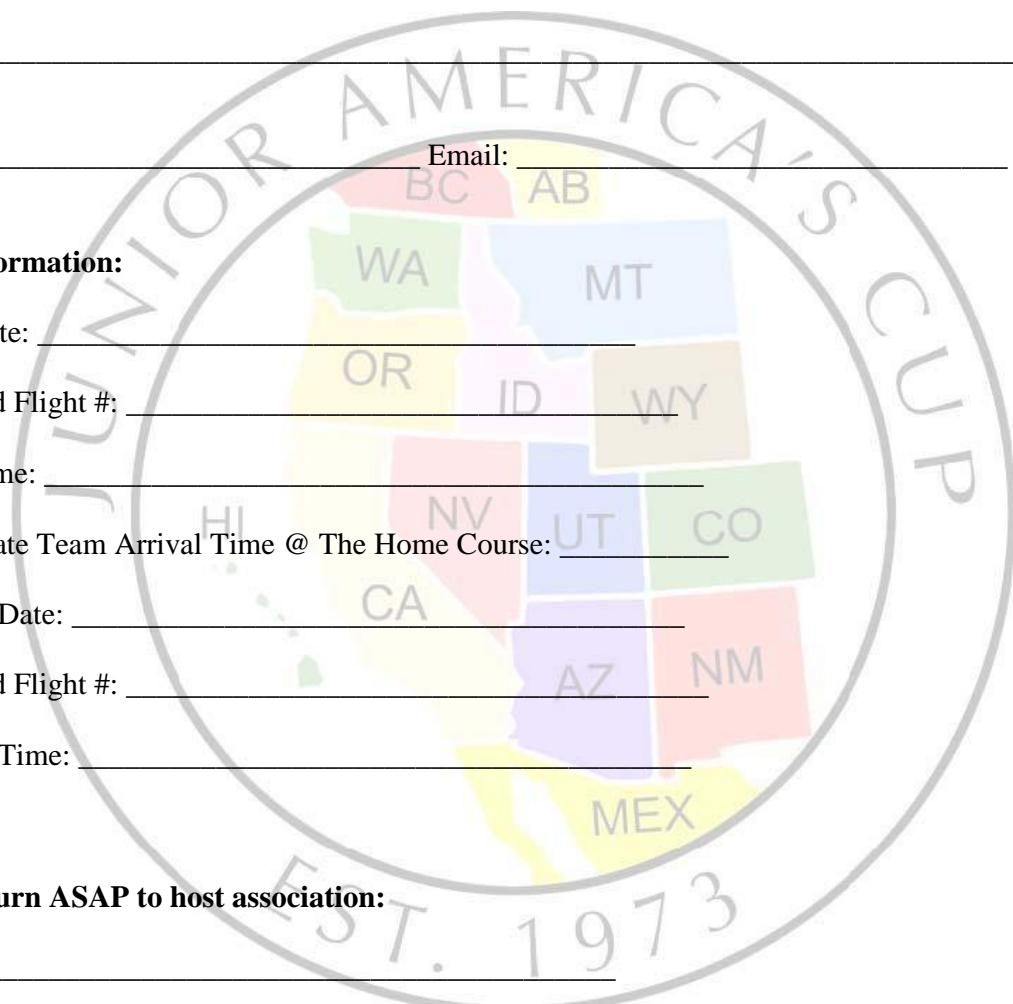 JUNIOR AMERICA'S CUP
Email:
BC AB
ormation:
WA MT
te:
OR ID WY
d Flight #:
me:
HI NV UT CO
ate Team Arrival Time @ The Home Course:
CA
Date:
AZ NM
d Flight #:
Time:
MEX
urn ASAP to host association:
EST. 1973